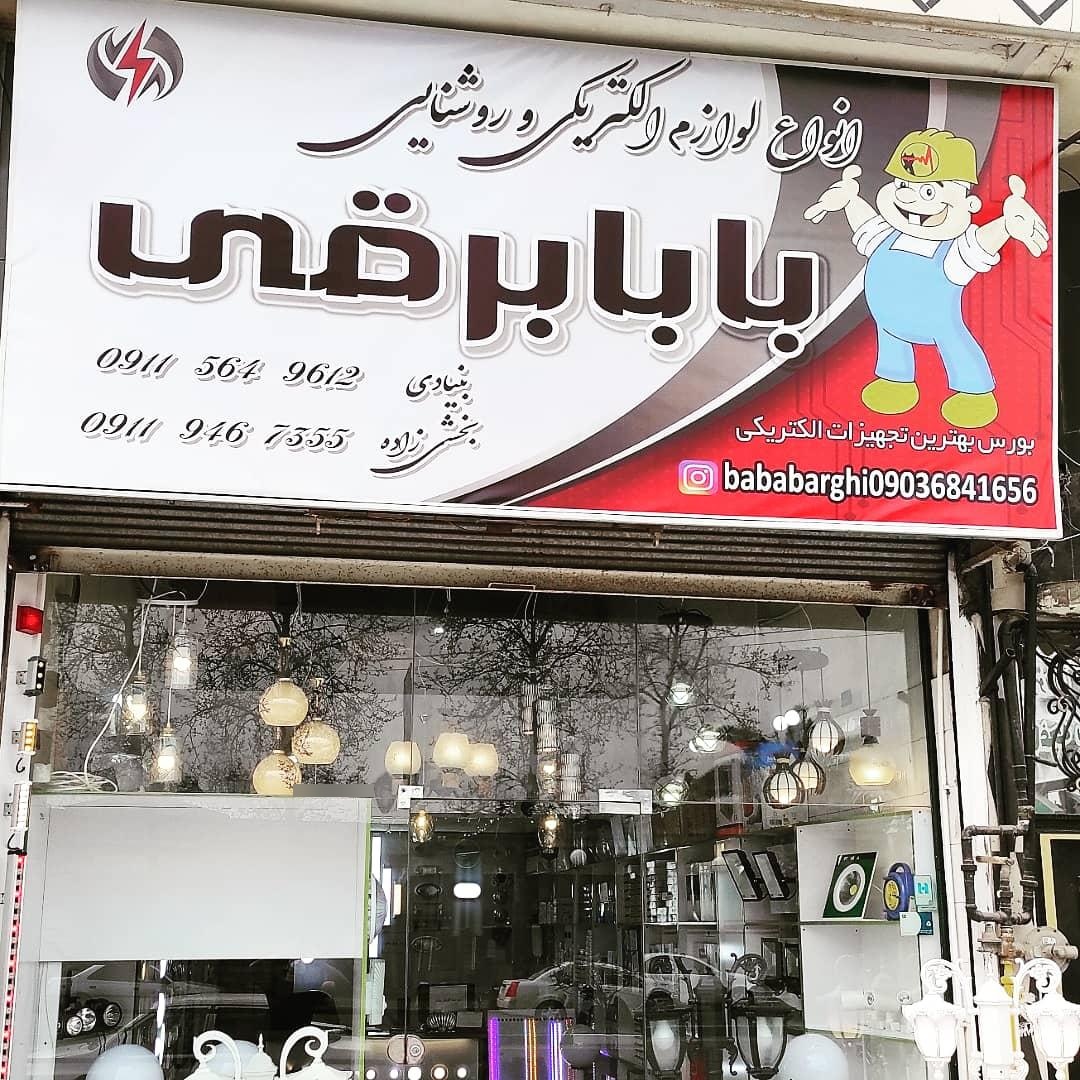 انواع لوازم الکتریکی و روشنایی
بابابرقی
بنیادی 0911 564 9612
بخشی زاده 0911 946 7355
بورس بهترین تجهیزات الکتریکی
bababarghi09036841656